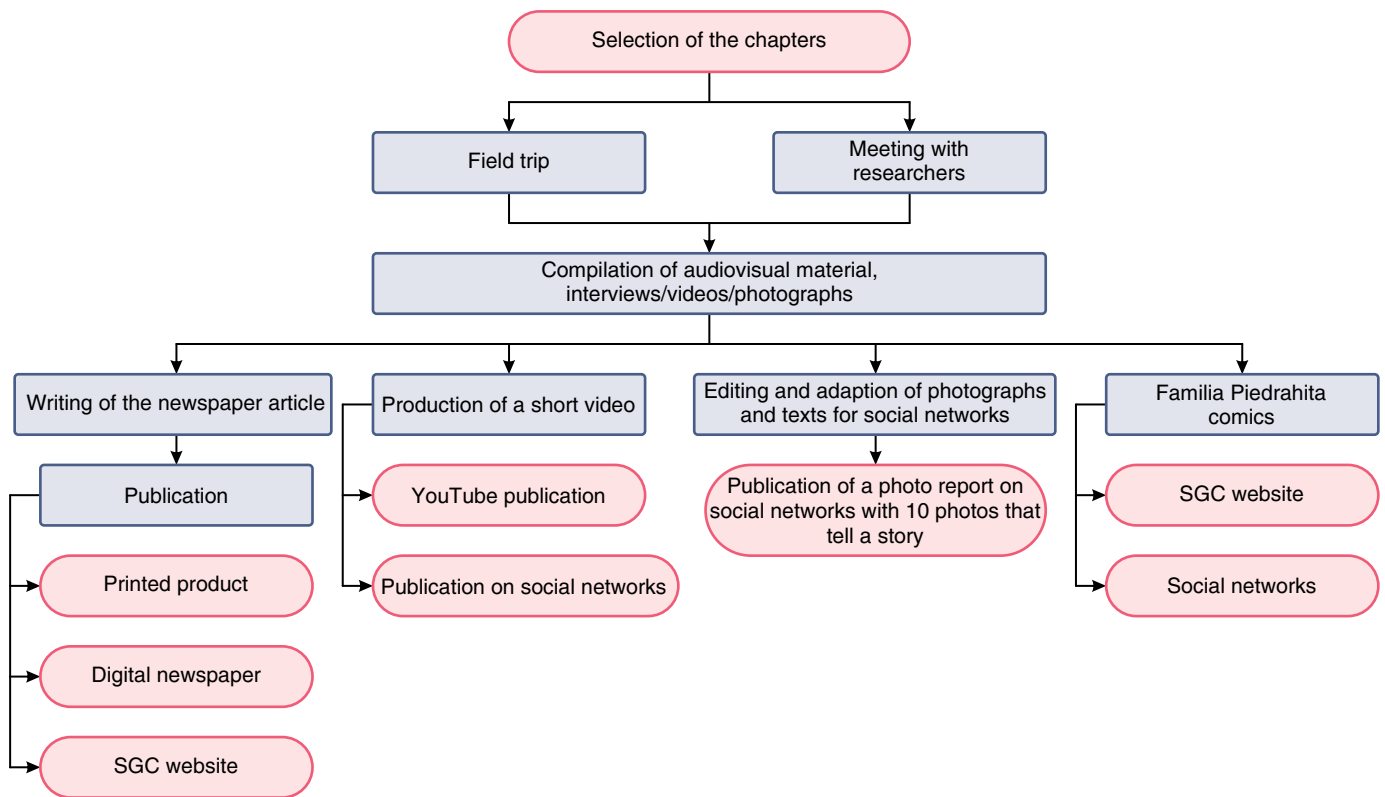 Selection of the chapters
Field trip
Meeting with
researchers
Compilation of audiovisual material,
interviews/videos/photographs
Writing of the newspaper article
Production of a short video
Editing and adaption of photographs
and texts for social networks
Familia Piedrahita
comics
Publication
YouTube publication
Publication of a photo report on
social networks with 10 photos that
tell a story
SGC website
Printed product
Publication on social networks
Social networks
Digital newspaper
SGC website